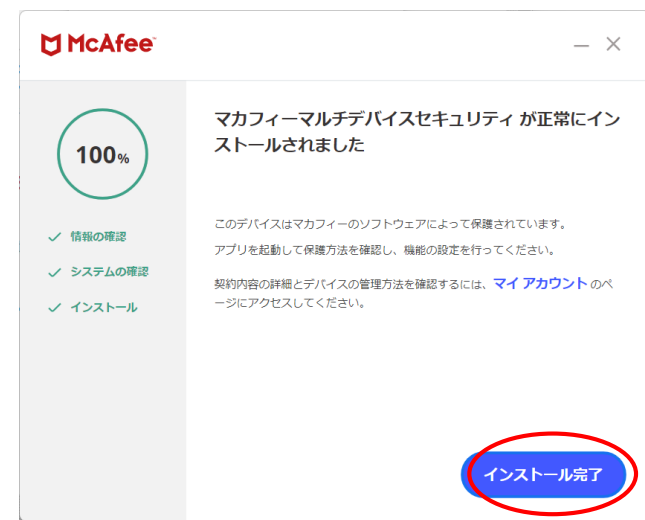 McAfee™
マカフィーマルチデバイスセキュリティ が正常にイン
ストールされました
100%
このデバイスはマカフィーのソフトウェアによって保護されています。
アプリを起動して保護方法を確認し、機能の設定を行ってください。
契約内容の詳細とデバイスの管理方法を確認するには、マイ アカウント のペ
ージにアクセスしてください。
情報の確認
システムの確認
インストール
インストール完了